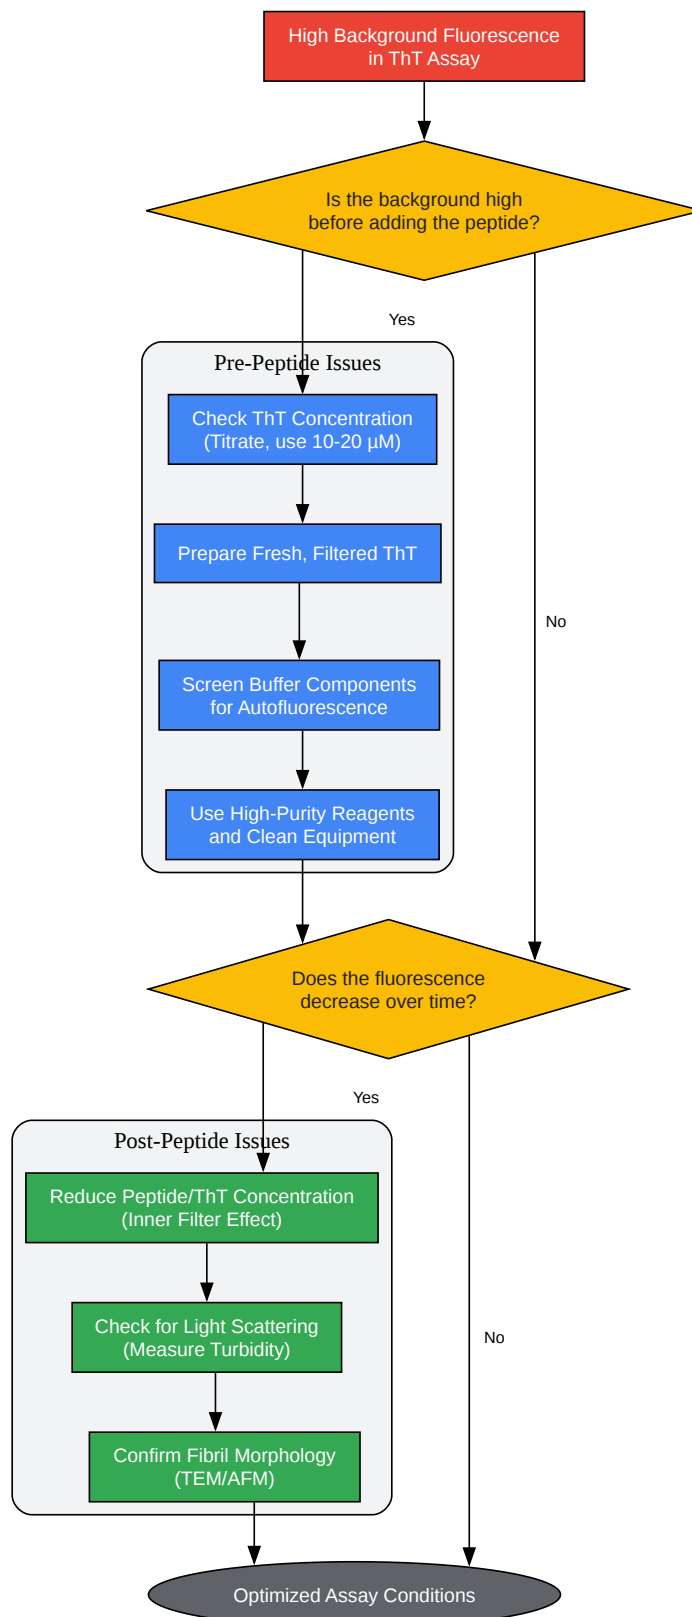 High Background Fluorescence
in ThT Assay
Is the background high
before adding the peptide?
Yes
Pre-Peptide Issues
Check ThT Concentration
(Titrate, use 10-20 µM)
Prepare Fresh, Filtered ThT
No
Screen Buffer Components
for Autofluorescence
Use High-Purity Reagents
and Clean Equipment
Does the fluorescence
decrease over time?
Yes
Post-Peptide Issues
Reduce Peptide/ThT Concentration
(Inner Filter Effect)
Check for Light Scattering
(Measure Turbidity)
No
Confirm Fibril Morphology
(TEM/AFM)
Optimized Assay Conditions